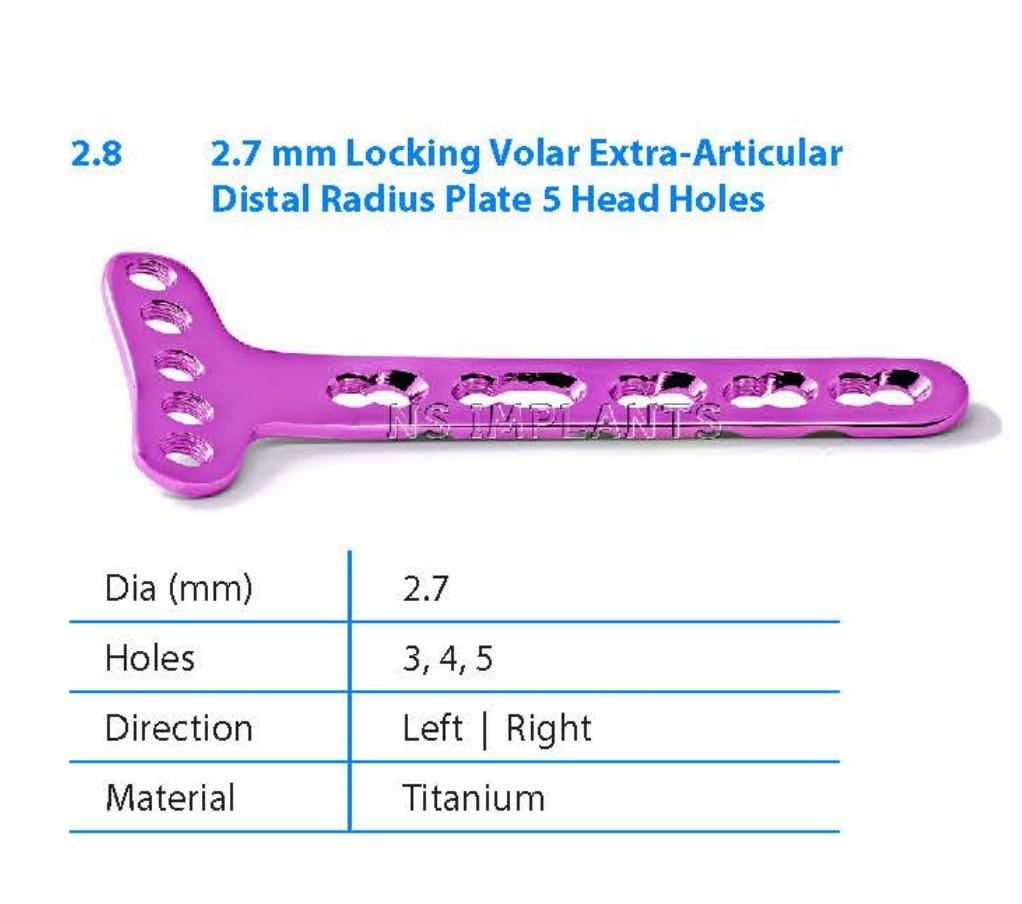 2.8 2.7 mm Locking Volar Extra-Articular
Distal Radius Plate 5 Head Holes
NS IMPLANTS
Dia (mm) 2.7
Holes 3, 4, 5
Direction Left | Right
Material Titanium